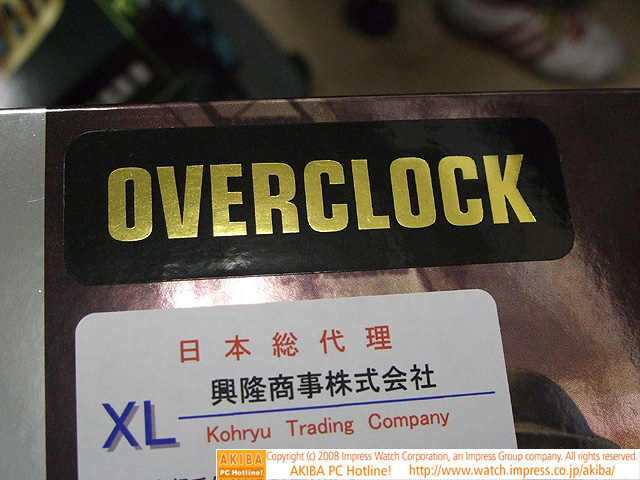 OVERCLOCK
日本総代理
興隆商事株式会社
XL
Kohryu Trading Company
AKIBA
PC Hotline!
Copyright (c) 2008 Impress Watch Corporation, an Impress Group company. All rights reserved.
AKIBA PC Hotline! http://www.watch.impress.co.jp/akiba/